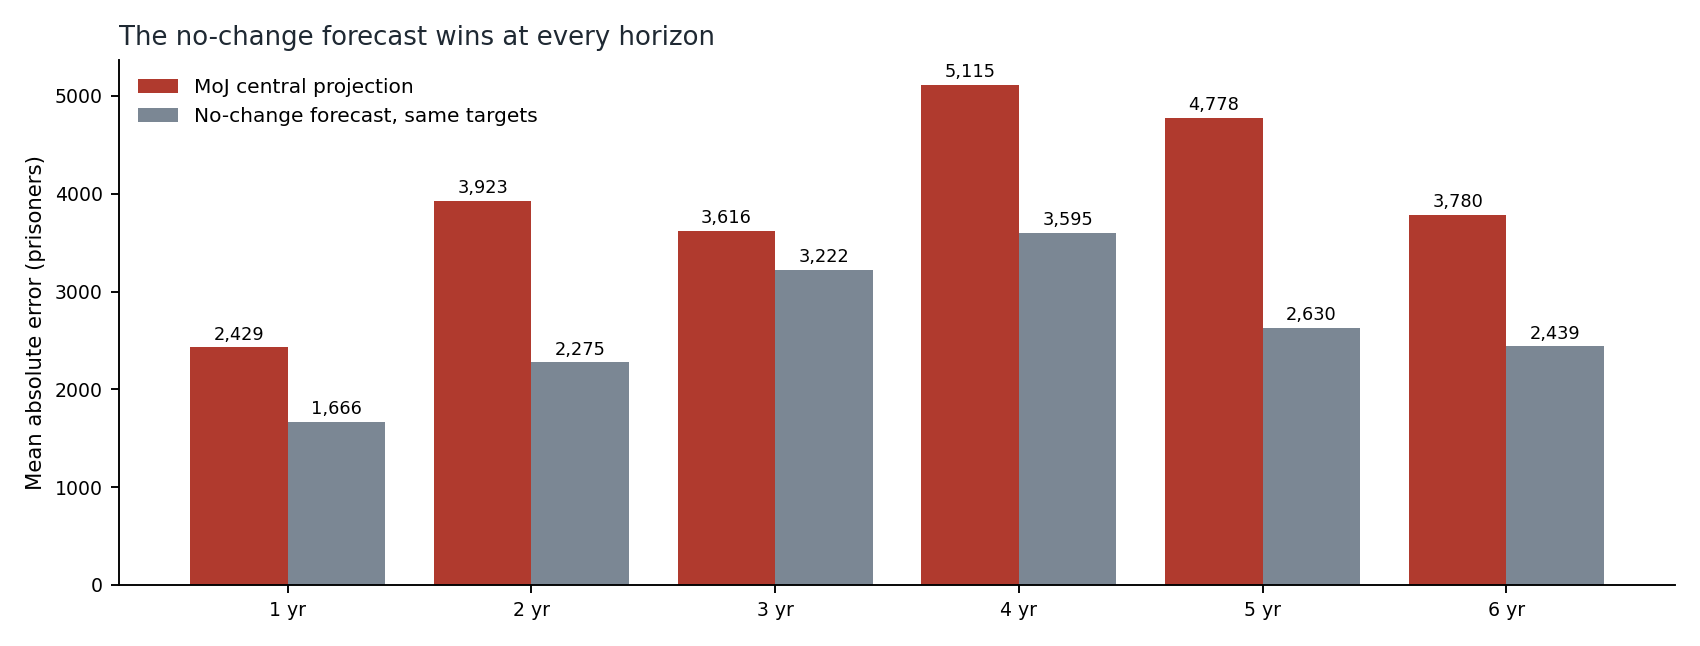 The no-change forecast wins at every horizon
MoJ central projection
No-change forecast, same targets
Mean absolute error (prisoners)
5000
4000
3000
2000
1000
0
2,429
1,666
3,923
2,275
3,616
3,222
5,115
3,595
4,778
2,630
3,780
2,439
1 yr
2 yr
3 yr
4 yr
5 yr
6 yr